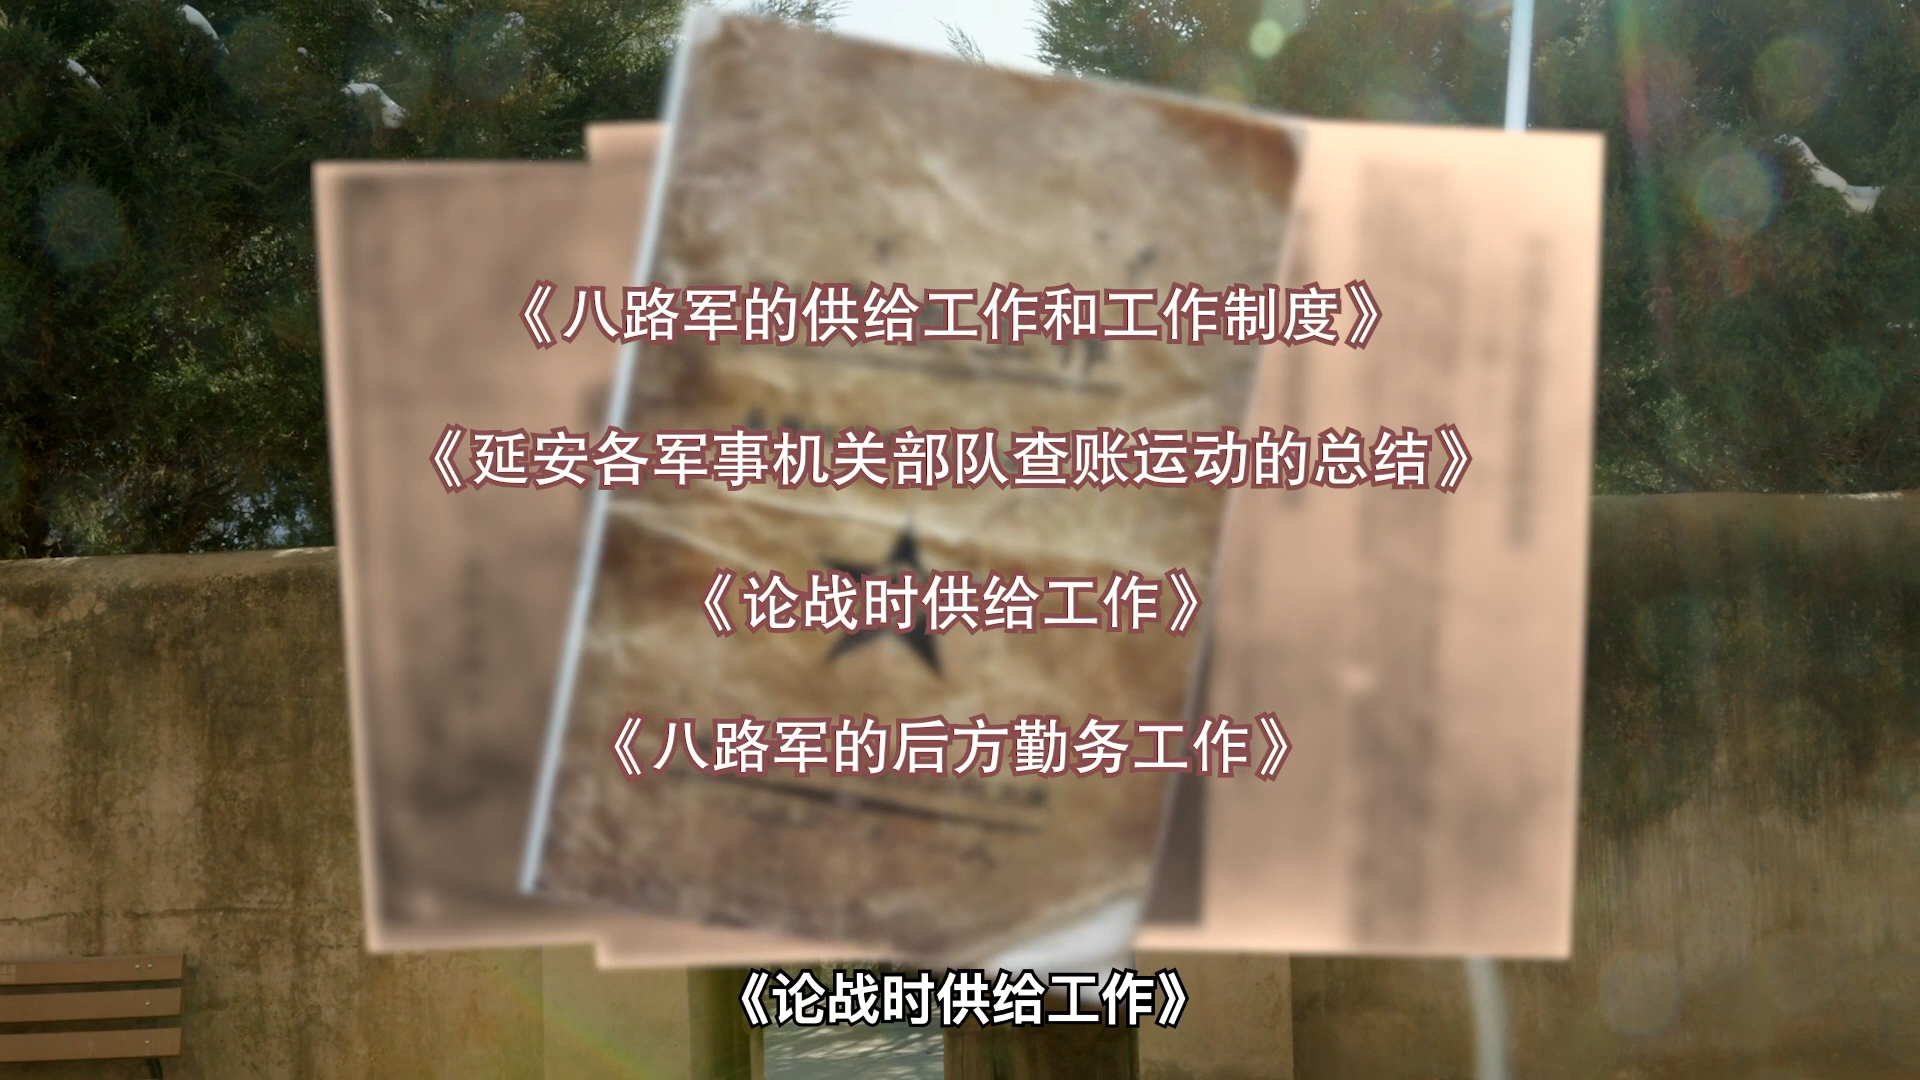 《八路军的供给工作和工作制度》
《延安各军事机关部队查账运动的总结》
《论战时供给工作》
《八路军的后方勤务工作》
《论战时供给工作》